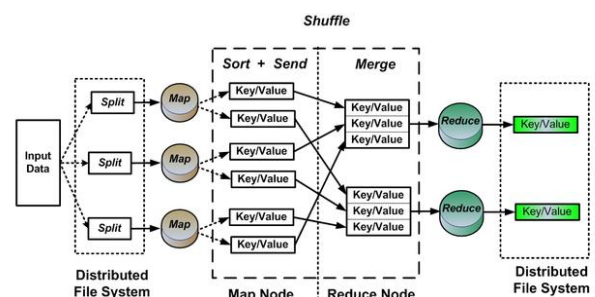 Shuffle
Sort + Send
Merge
Input
Data
Split
Split
Split
Map
Map
Map
Key/Value
Key/Value
Key/Value
Key/Value
Key/Value
Key/Value
Key/Value
Key/Value
Key/Value
Key/Value
Key/Value
Key/Value
Reduce
Reduce
Key/Value
Key/Value
Distributed
File System
Map Node
Reduce Node
Distributed
File System